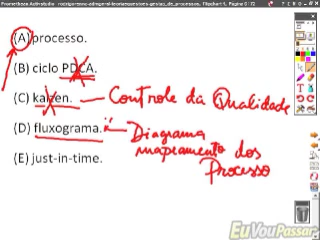 (A) processo.
(B) ciclo PDCA.
(C) kaizen. — Controle da Qualidade
(D) fluxograma. Diagrama
mapeamento dos
Processo
(E) just-in-time.
EuVouPassar